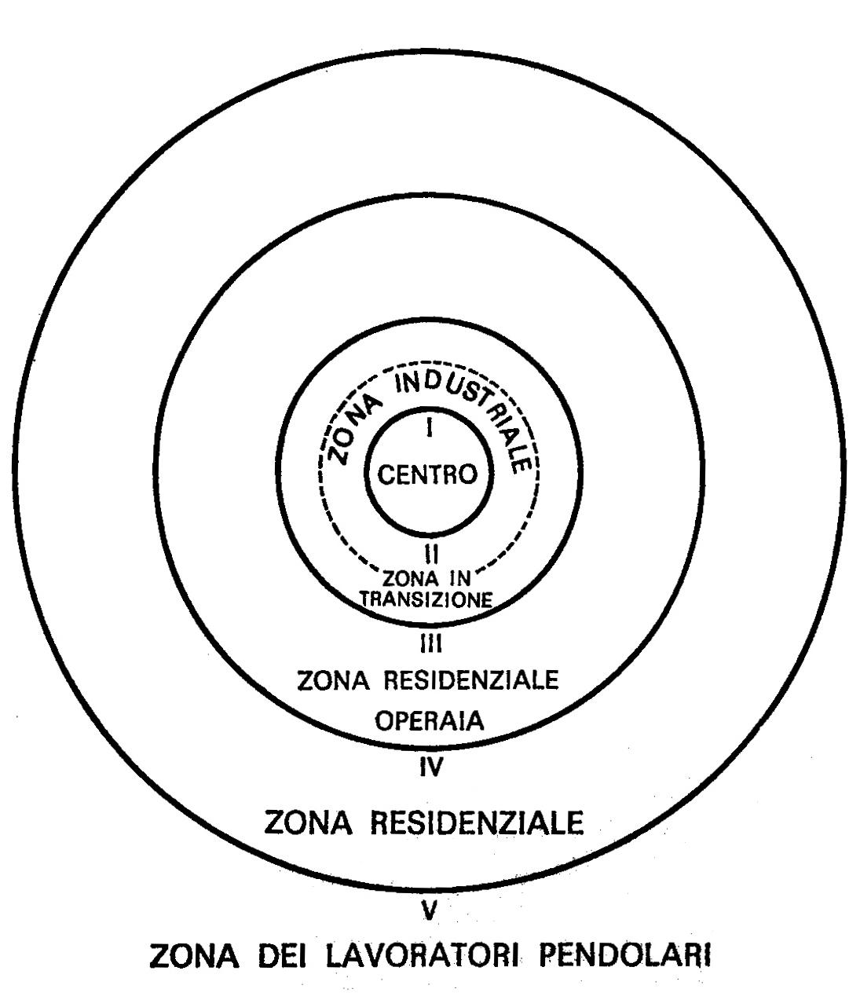 ZONA INDUSTRIALE
I
CENTRO
II
ZONA IN
TRANSIZIONE
III
ZONA RESIDENZIALE
OPERAIA
IV
ZONA RESIDENZIALE
V
ZONA DEI LAVORATORI PENDOLARI